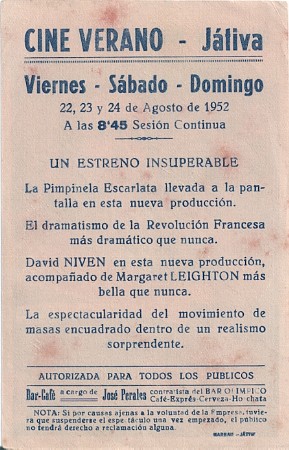 CINE VERANO - Játiva
Viernes - Sábado - Domingo
22, 23 y 24 de Agosto de 1952
A las 8'45 Sesión Continua
UN ESTRENO INSUPERABLE
La Pimpinela Escarlata llevada a la pan-
talla en esta nueva producción.
El dramatismo de la Revolución Francesa
más dramático que nunca.
David NIVEN en esta nueva producción,
acompañado de Margaret LEIGHTON más
bella que nunca.
La espectacularidad del movimiento de
masas encuadrado dentro de un realismo
sorprendente.
AUTORIZADA PARA TODOS LOS PUBLICOS
Bar-Café a cargo de José Perales contratista del BAR OLIMPICO
Café-Exprés-Cerveza-Horchata
NOTA: Si por causas ajenas a la voluntad de la Empresa, tuvie-
ra que suspenderse el espectáculo una vez empezado, el público
no tendrá derecho a reclamación alguna.
MARBAU - JÁTIVA